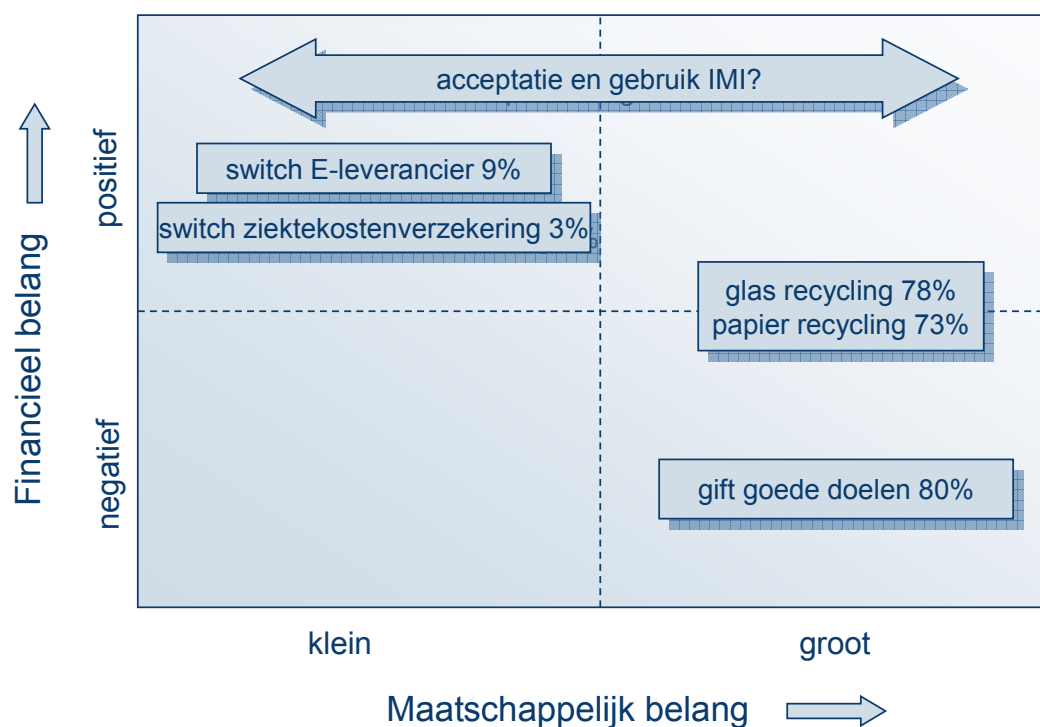 acceptatie en gebruik IMI?
switch E-leverancier 9%
switch ziektekostenverzekering 3%
glas recycling 78%
papier recycling 73%
gift goede doelen 80%
Financieel belang
positief
negatief
klein
groot
Maatschappelijk belang